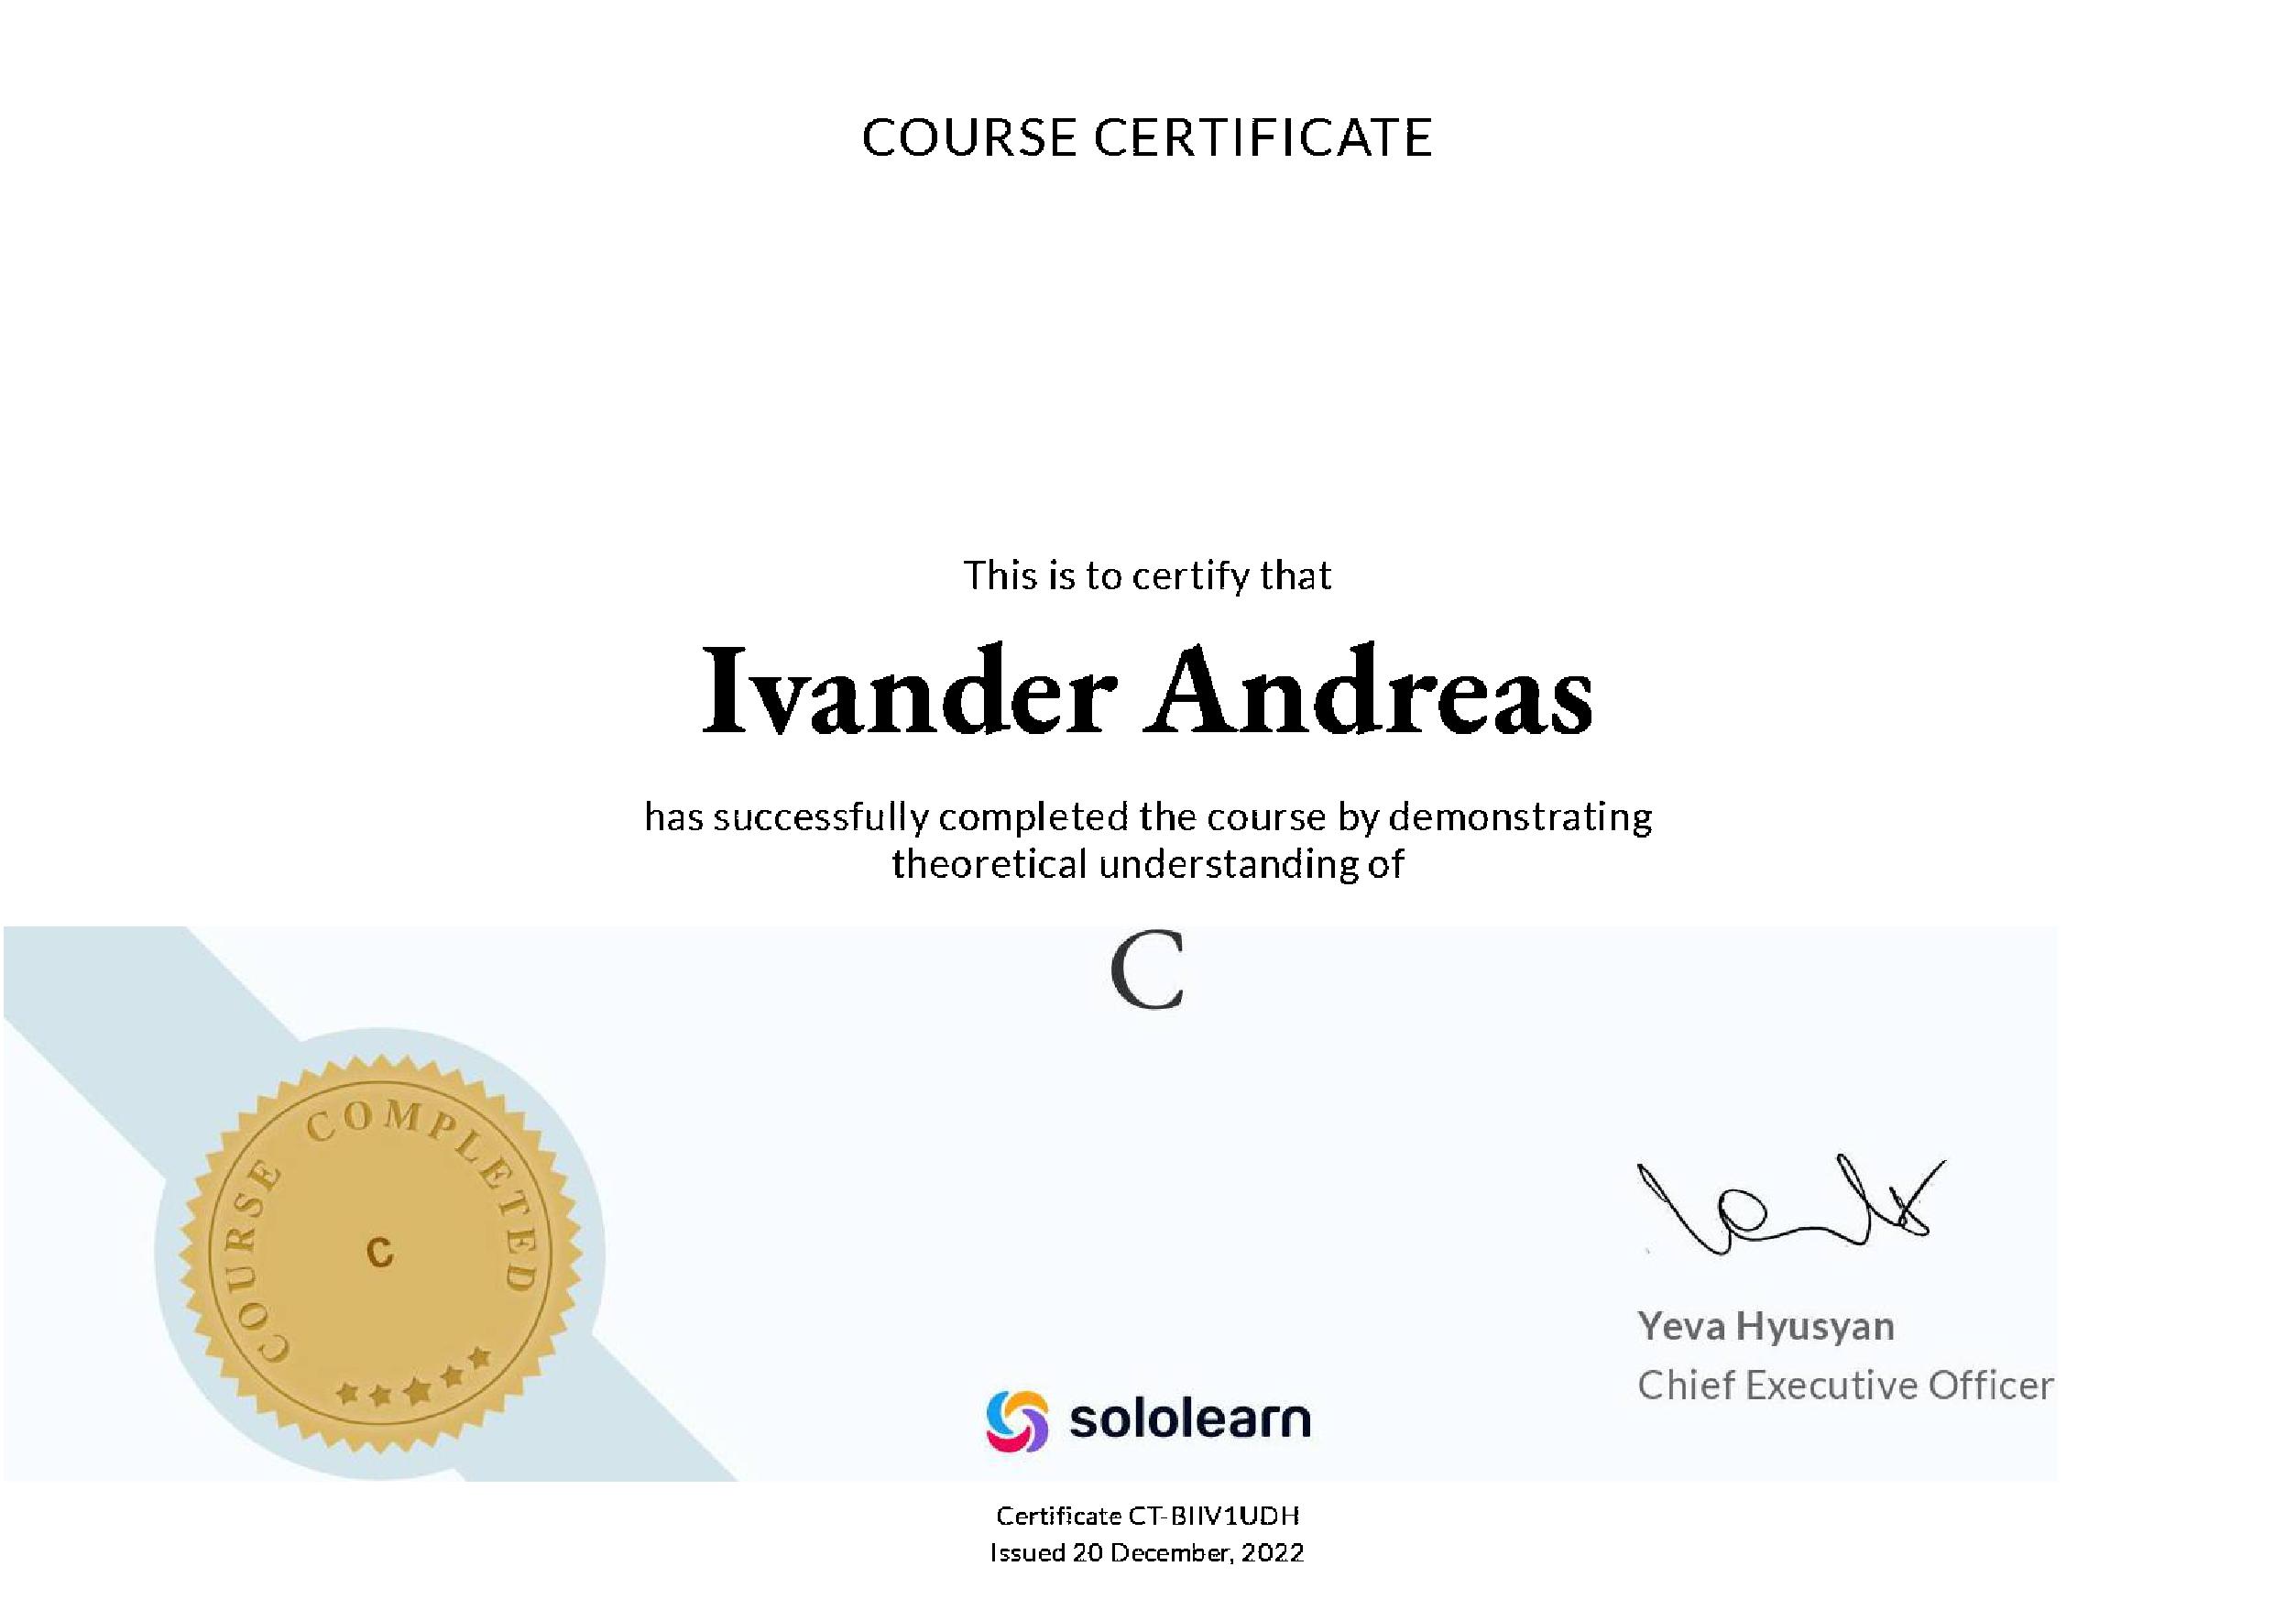 COURSE CERTIFICATE
This is to certify that
Ivander Andreas
has successfully completed the course by demonstrating
theoretical understanding of
C
COURSE COMPLETED
C
Yeva Hyusyan
Chief Executive Officer
sololearn
Certificate CT-BIIV1UDH
Issued 20 December, 2022